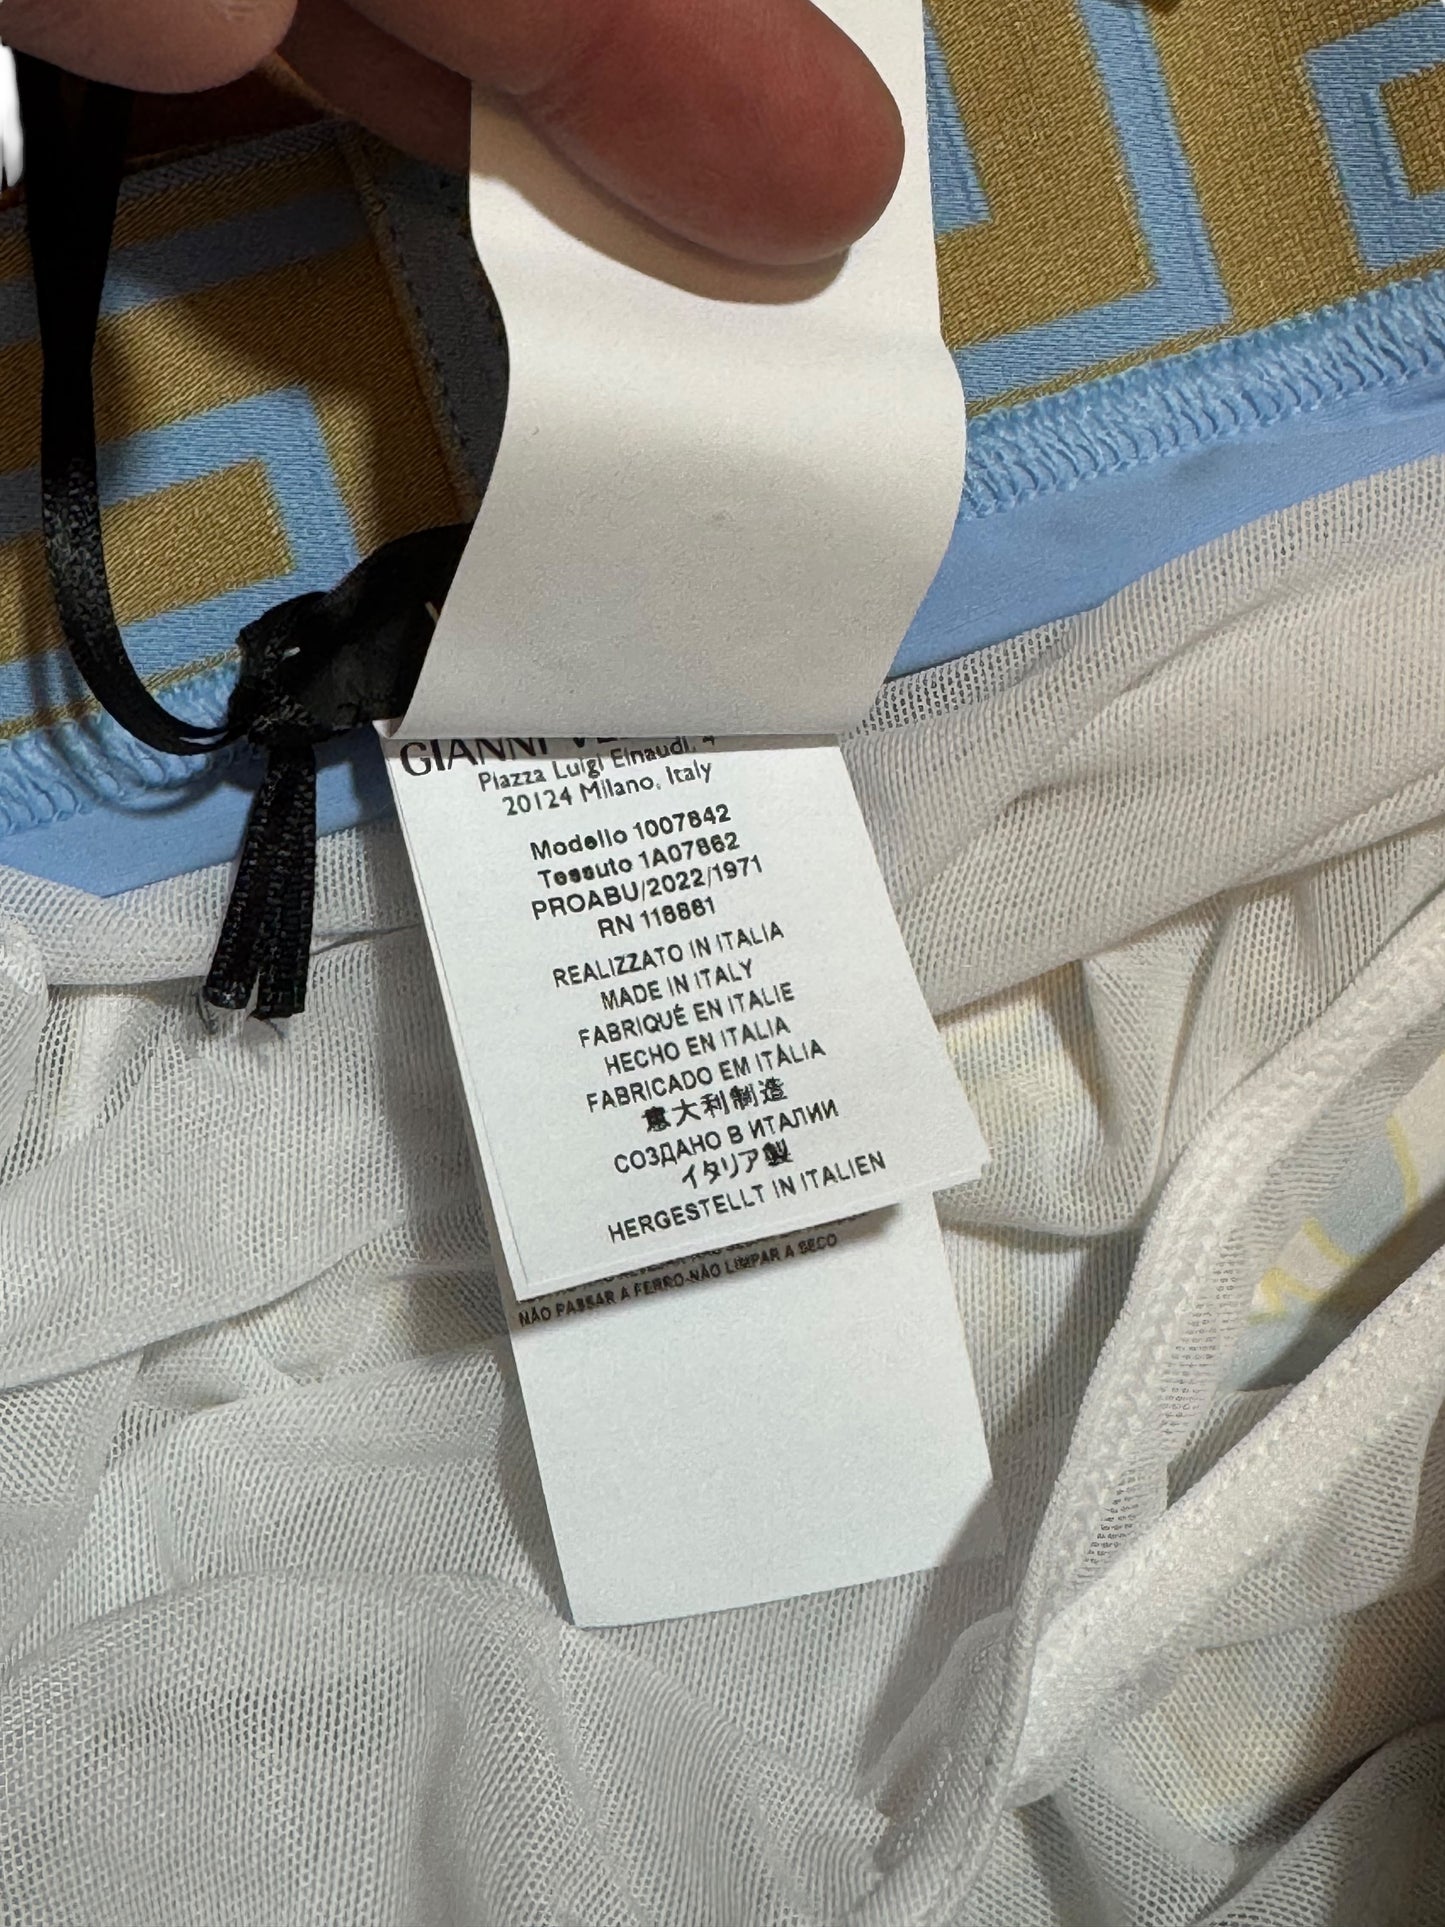 GIANNI
Piazza Luigi Einaudi, 4
20124 Milano, Italy
Modello 1007842
Tessuto 1A07862
PROABU/2022/1971
RN 118881
REALIZZATO IN ITALIA
MADE IN ITALY
FABRIQUÉ EN ITALIE
HECHO EN ITALIA
FABRICADO EM ITÁLIA
意大利制造
СОЗДАНО В ИТАЛИИ
イタリア製
HERGESTELLT IN ITALIEN
NÃO PASSAR A FERRO-NÃO LIMPAR A SECO